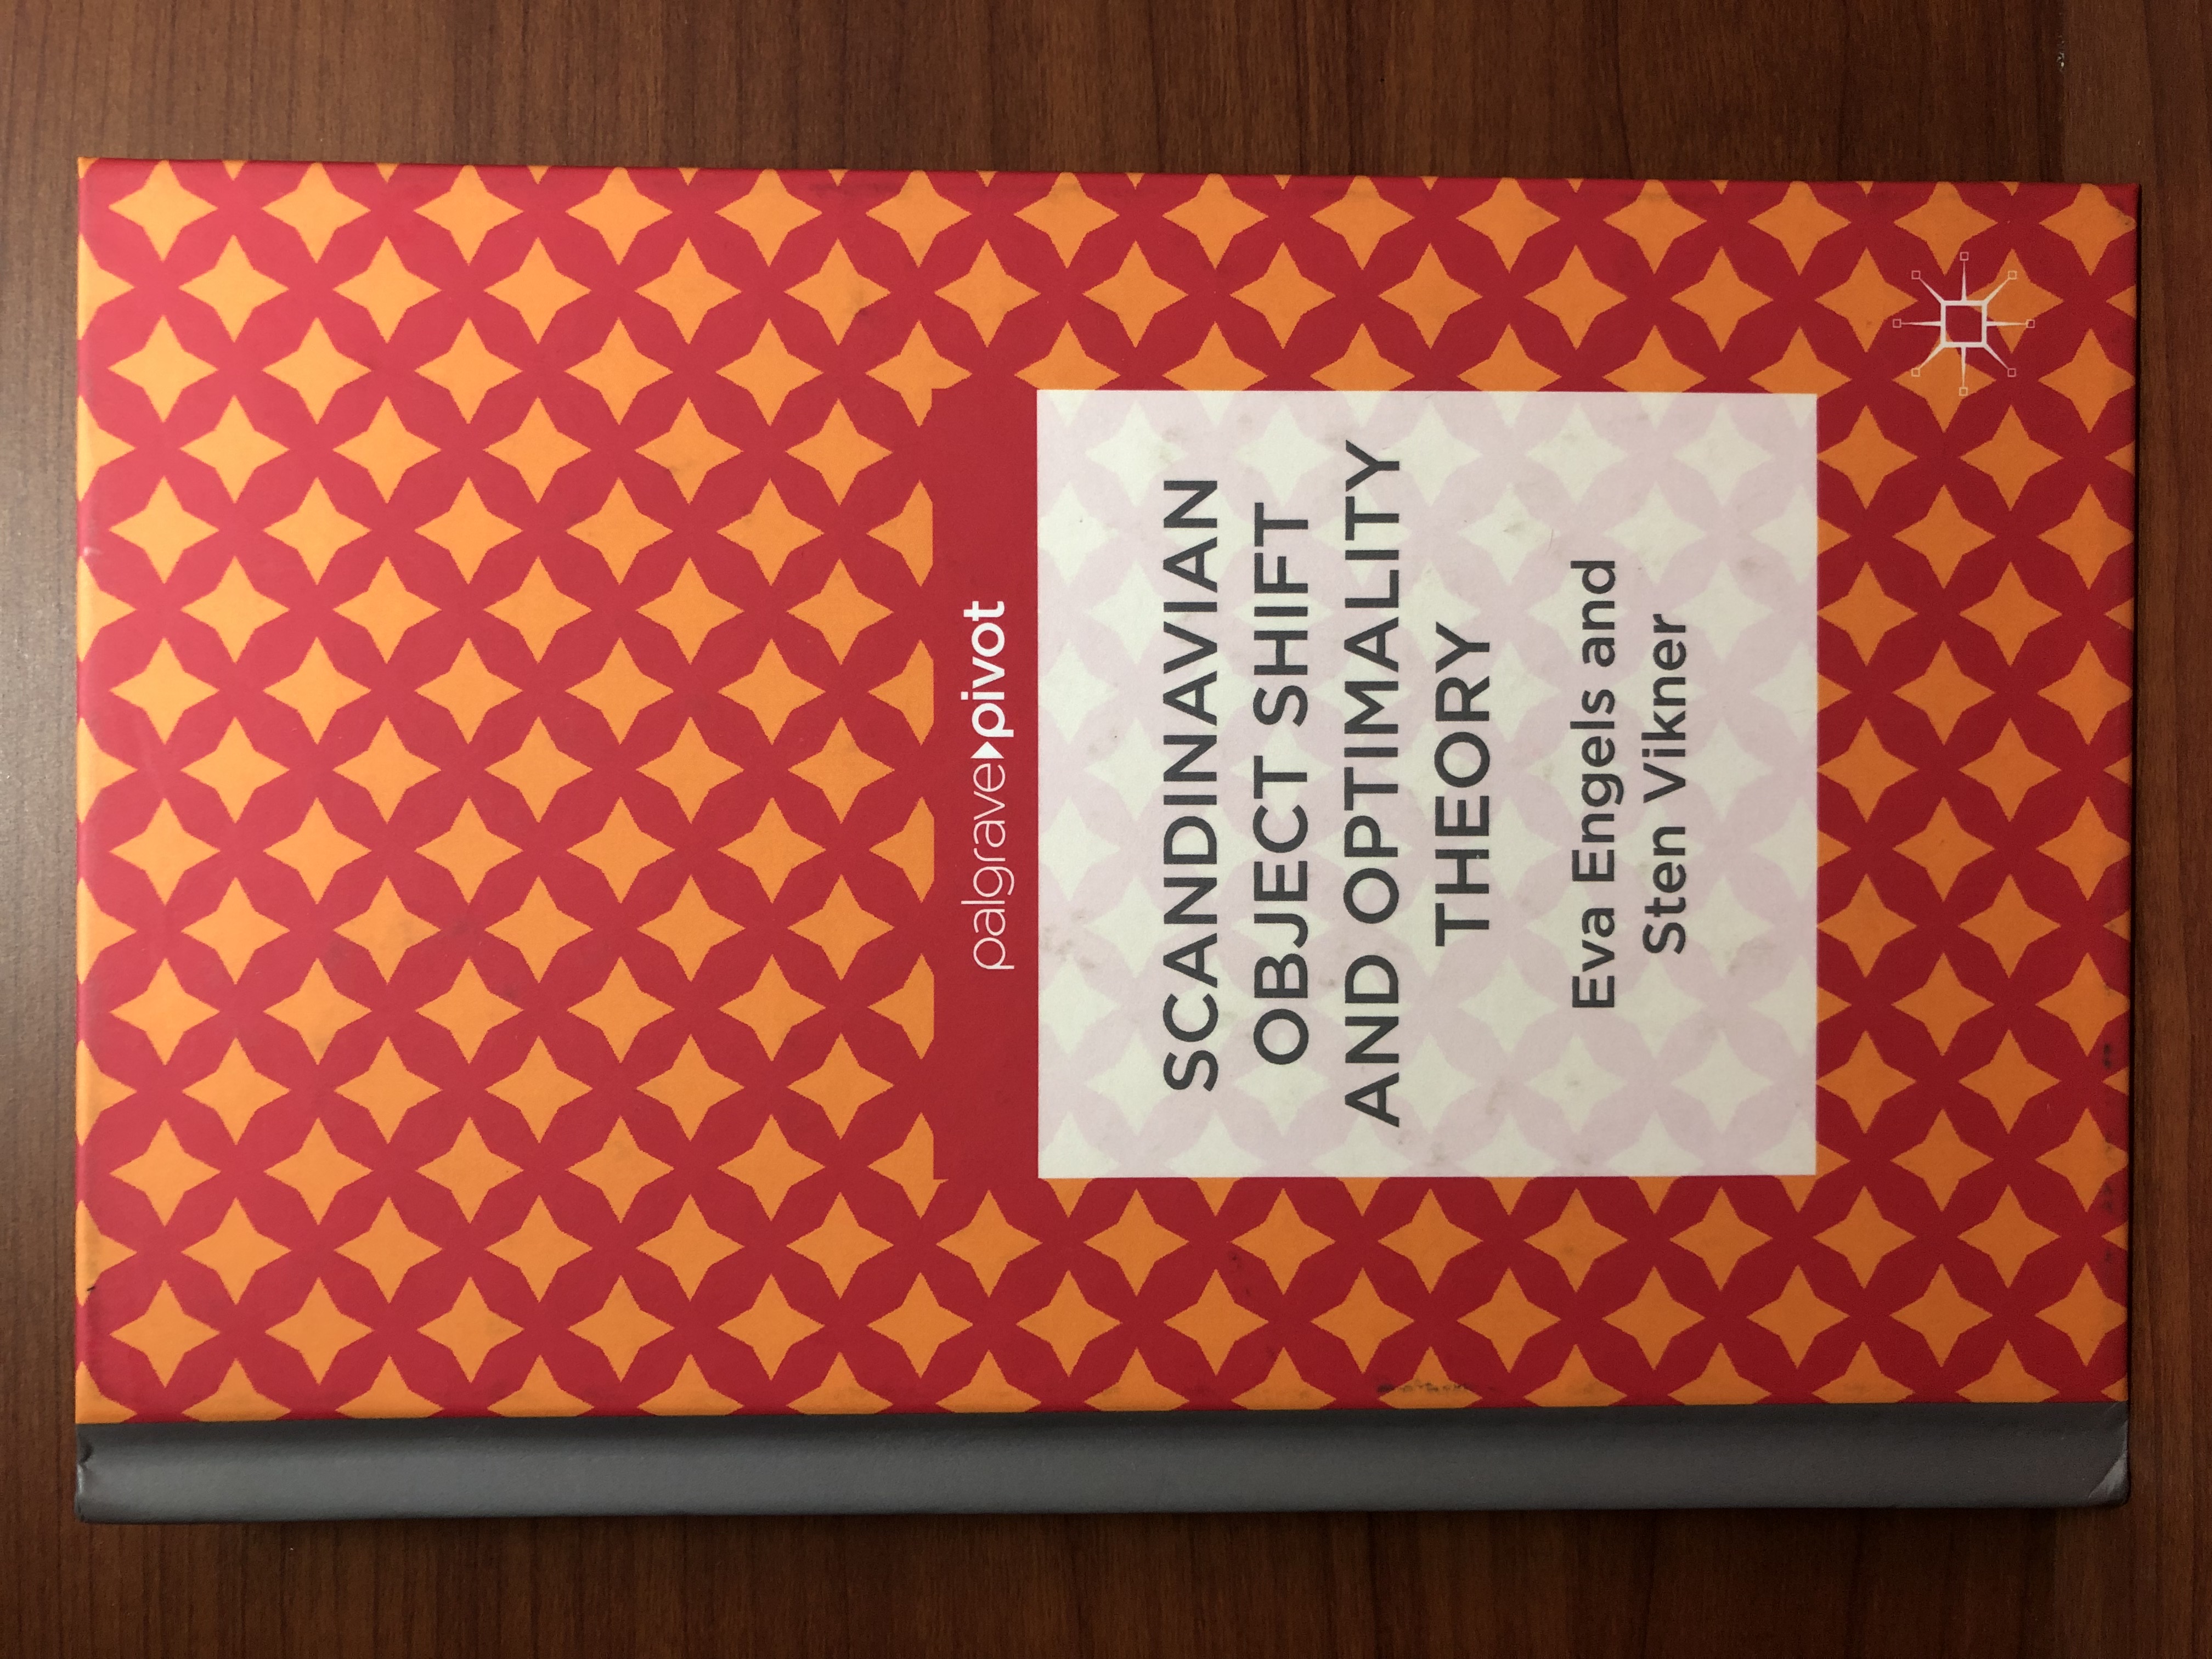 palgrave▸pivot
SCANDINAVIAN
OBJECT SHIFT
AND OPTIMALITY
THEORY
Eva Engels and
Sten Vikner